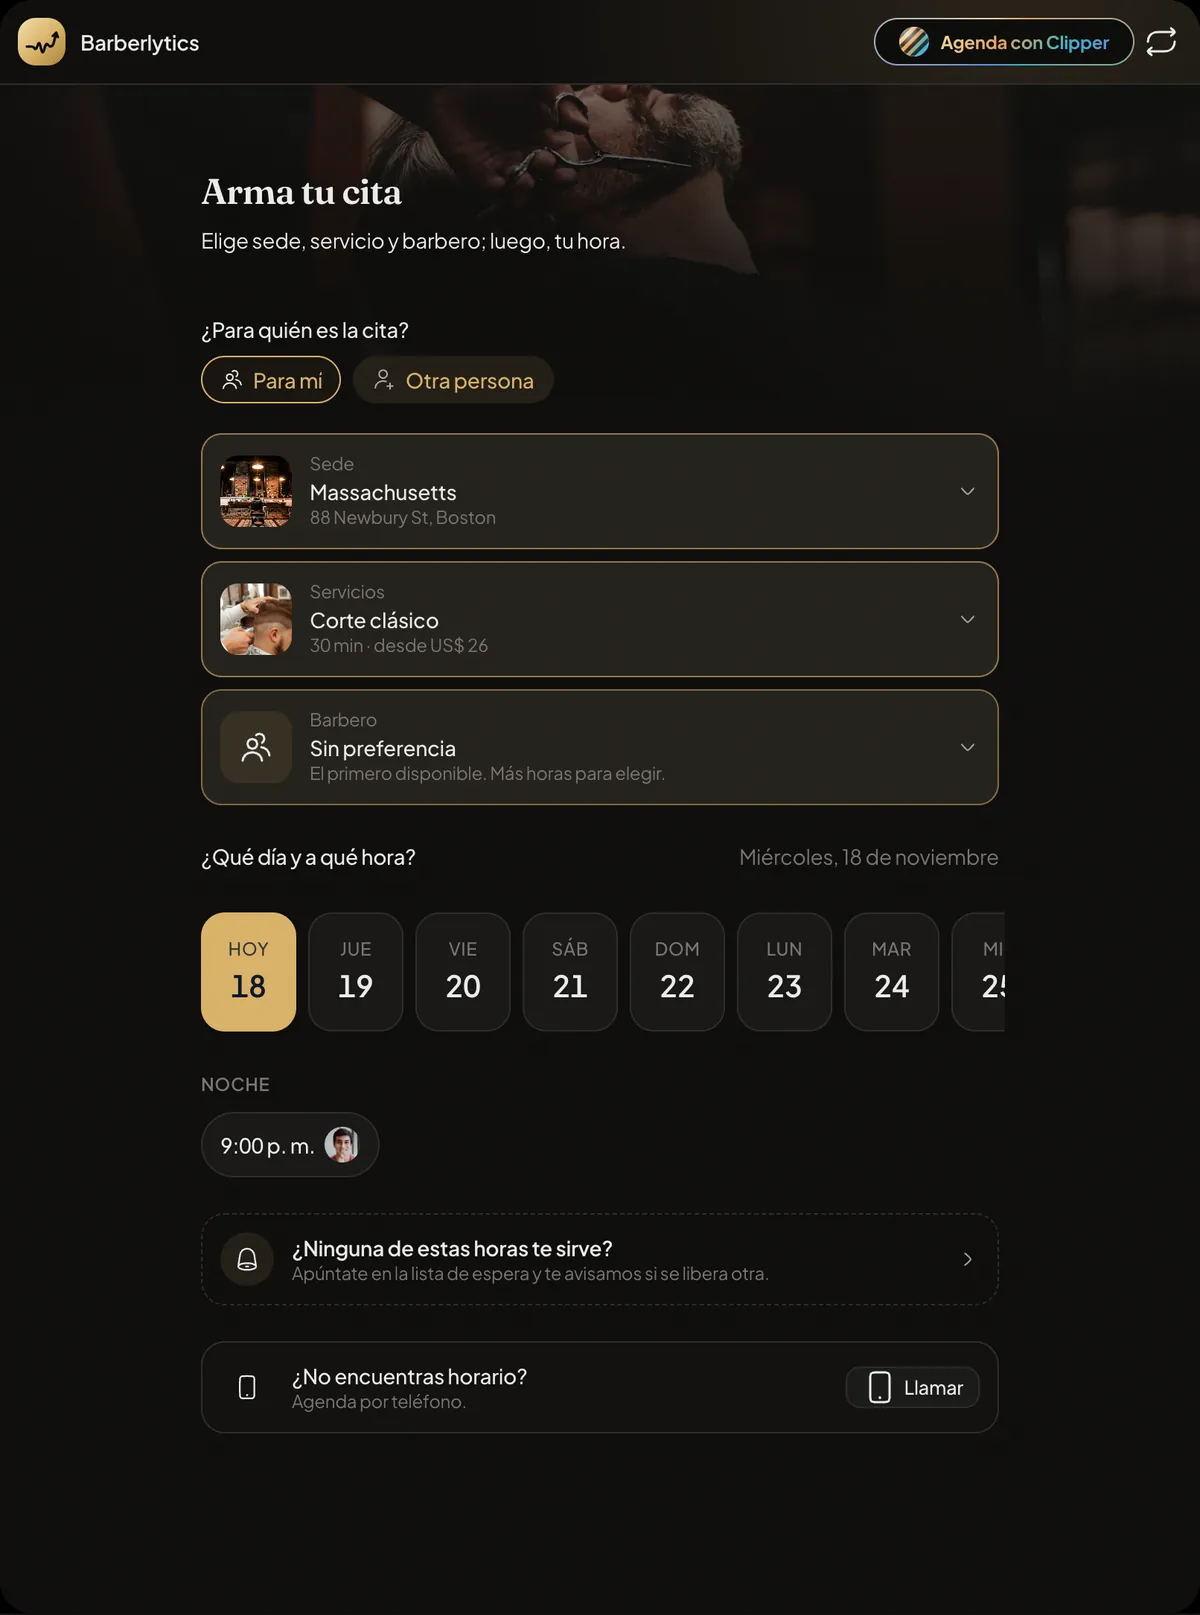 Barberlytics
Agenda con Clipper
Arma tu cita
Elige sede, servicio y barbero; luego, tu hora.
¿Para quién es la cita?
Para mí
Otra persona
Sede
Massachusetts
88 Newbury St, Boston
Servicios
Corte clásico
30 min · desde US$ 26
Barbero
Sin preferencia
El primero disponible. Más horas para elegir.
¿Qué día y a qué hora?
Miércoles, 18 de noviembre
HOY
18
JUE
19
VIE
20
SÁB
21
DOM
22
LUN
23
MAR
24
MI
25
NOCHE
9:00 p. m.
¿Ninguna de estas horas te sirve?
Apúntate en la lista de espera y te avisamos si se libera otra.
¿No encuentras horario?
Agenda por teléfono.
Llamar